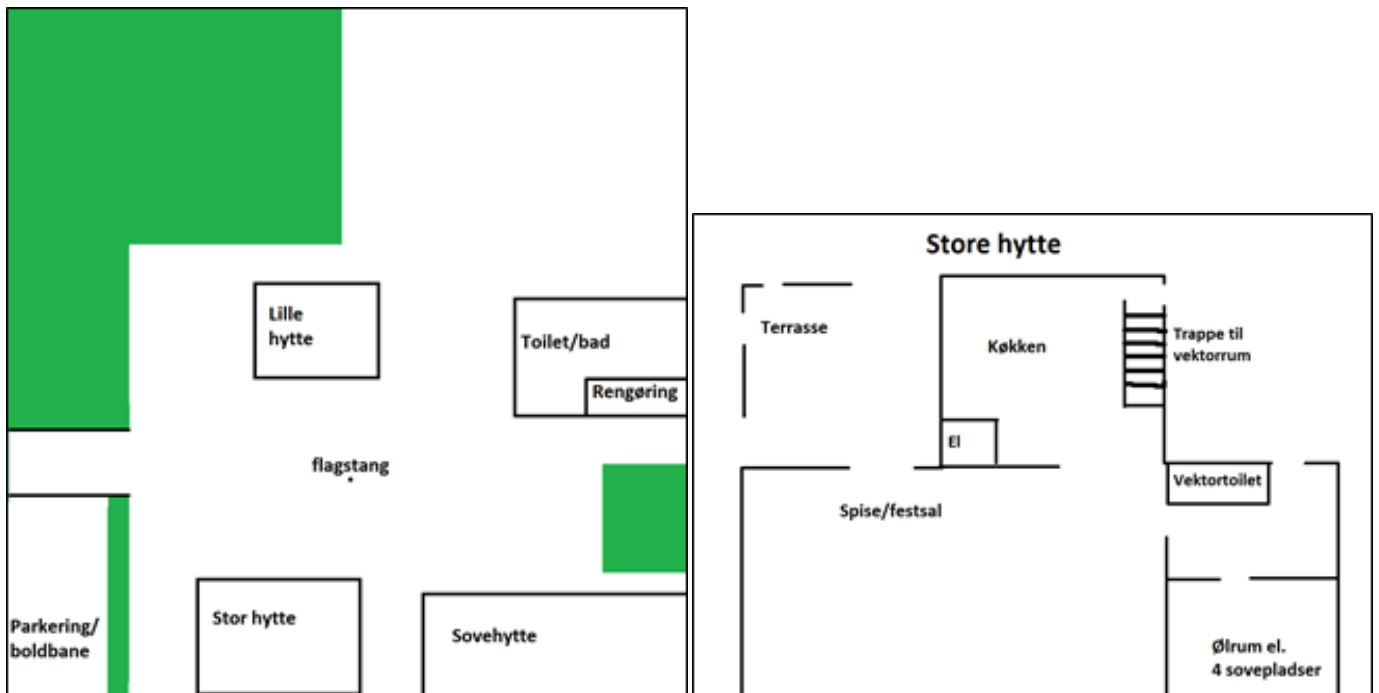 Lille
hytte
Toilet/bad
Rengøring
flagstang
Stor hytte
Sovehytte
Parkering/
boldbane
Store hytte
Terrasse
Køkken
Trappe til
vektorrum
El
Vektortoilet
Spise/festsal
Ølrum el.
4 sovepladser